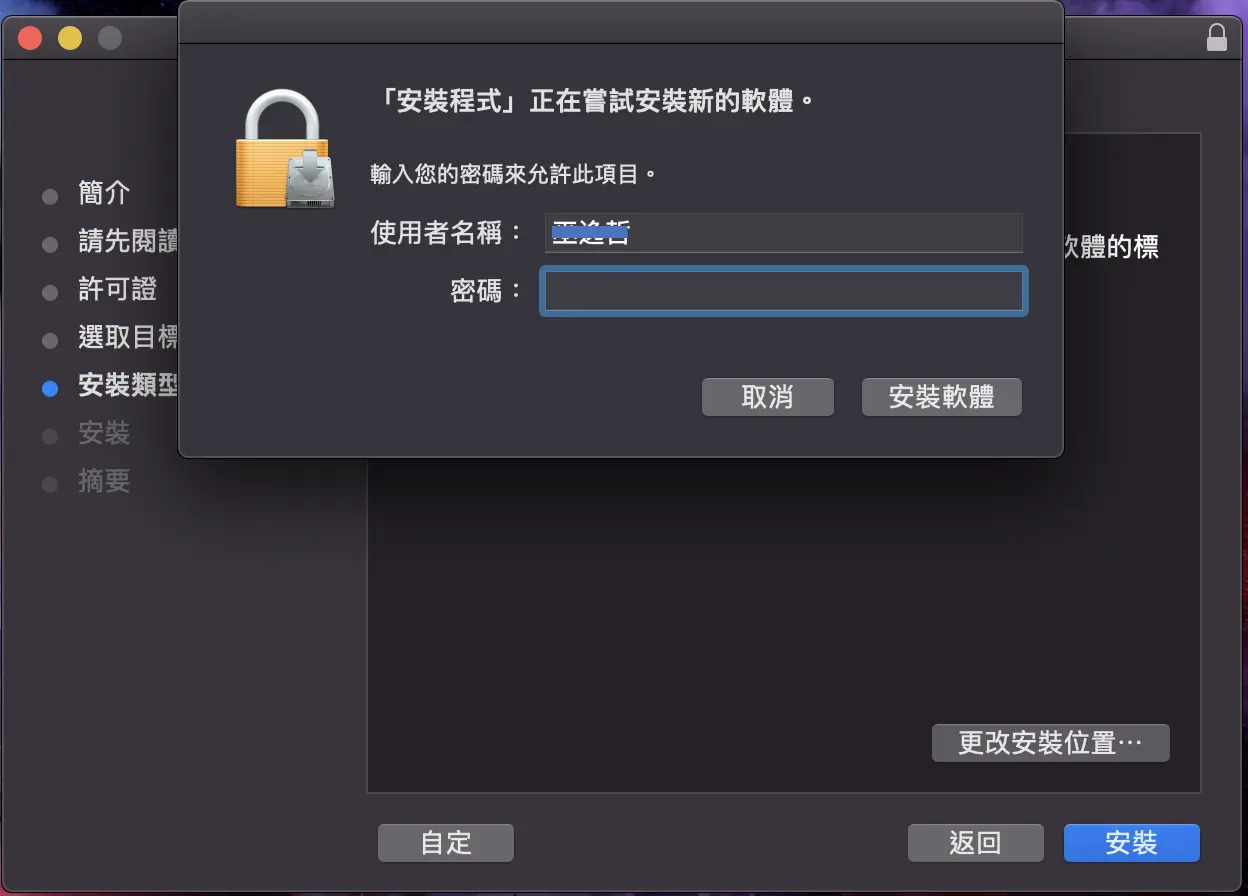 「安裝程式」正在嘗試安裝新的軟體。
輸入您的密碼來允許此項目。
使用者名稱：
密碼：
取消
安裝軟體
簡介
請先閱讀
許可證
選取目標
安裝類型
安裝
摘要
軟體的標
更改安裝位置⋯
自定
返回
安裝